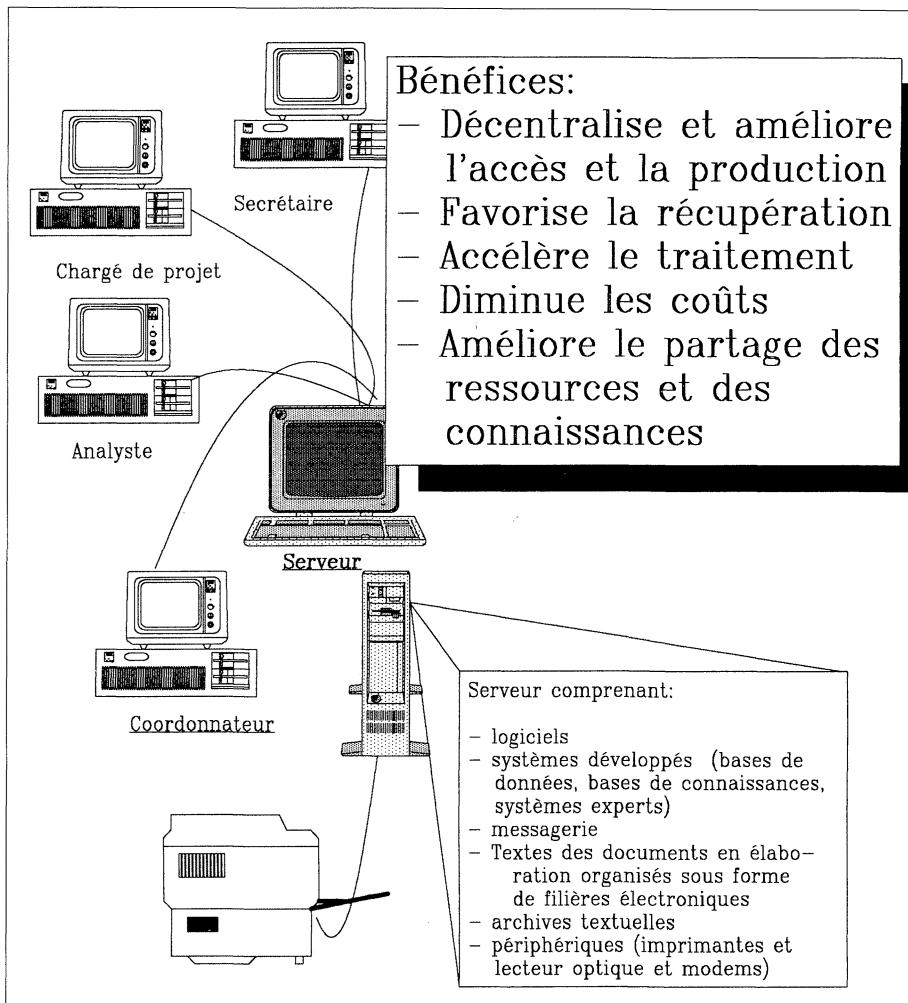 Bénéfices:
– Décentralise et améliore
l'accès et la production
– Favorise la récupération
– Accélère le traitement
– Diminue les coûts
– Améliore le partage des
ressources et des
connaissances
Secrétaire
Chargé de projet
Analyste
Serveur
Coordonnateur
Serveur comprenant:
– logiciels
– systèmes développés (bases de
données, bases de connaissances,
systèmes experts)
– messagerie
– Textes des documents en élabo–
ration organisés sous forme
de filières électroniques
– archives textuelles
– périphériques (imprimantes et
lecteur optique et modems)